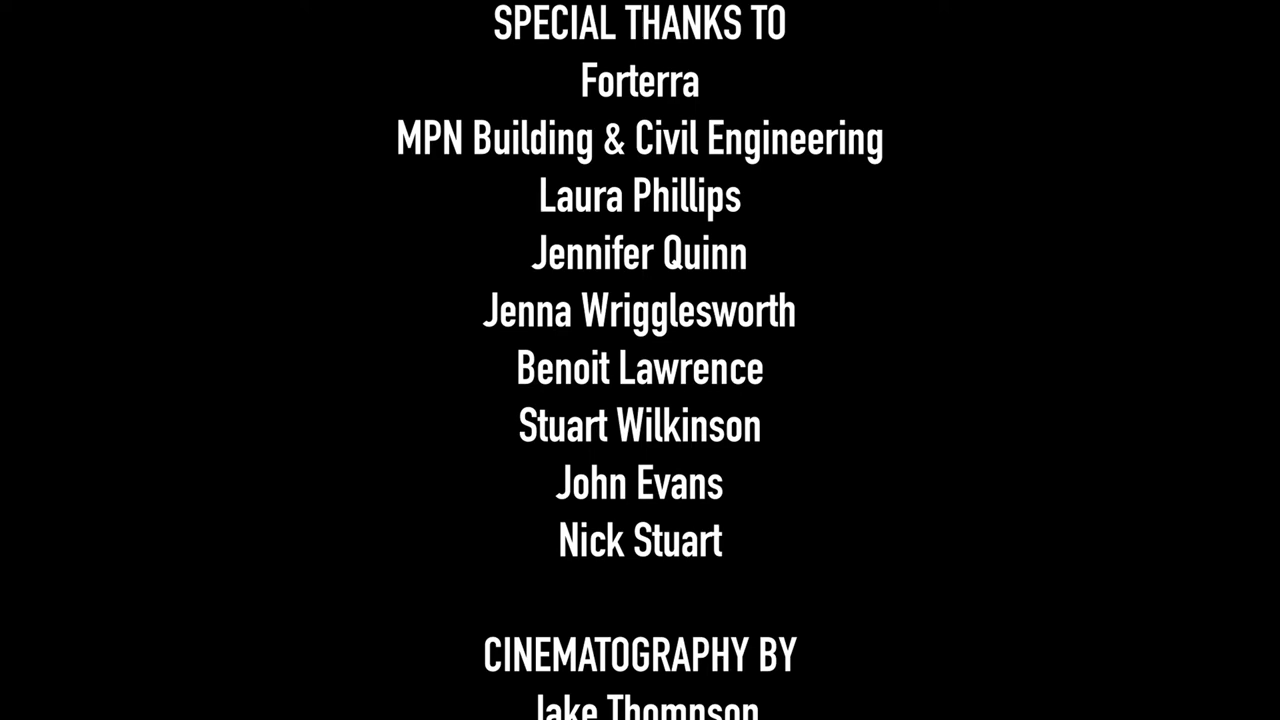 SPECIAL THANKS TO
Forterra
MPN Building & Civil Engineering
Laura Phillips
Jennifer Quinn
Jenna Wrigglesworth
Benoit Lawrence
Stuart Wilkinson
John Evans
Nick Stuart
CINEMATOGRAPHY BY
Jake Thompson